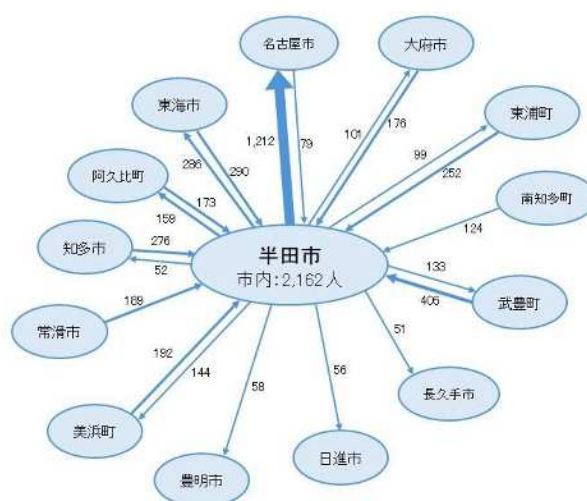 名古屋市
大府市
東海市
東浦町
1,212
79
101
176
286
290
99
252
阿久比町
173
159
南知多町
124
知多市
276
52
半田市
市内:2,162人
133
406
武豊町
常滑市
189
192
144
58
56
51
長久手市
美浜町
豊明市
日進市